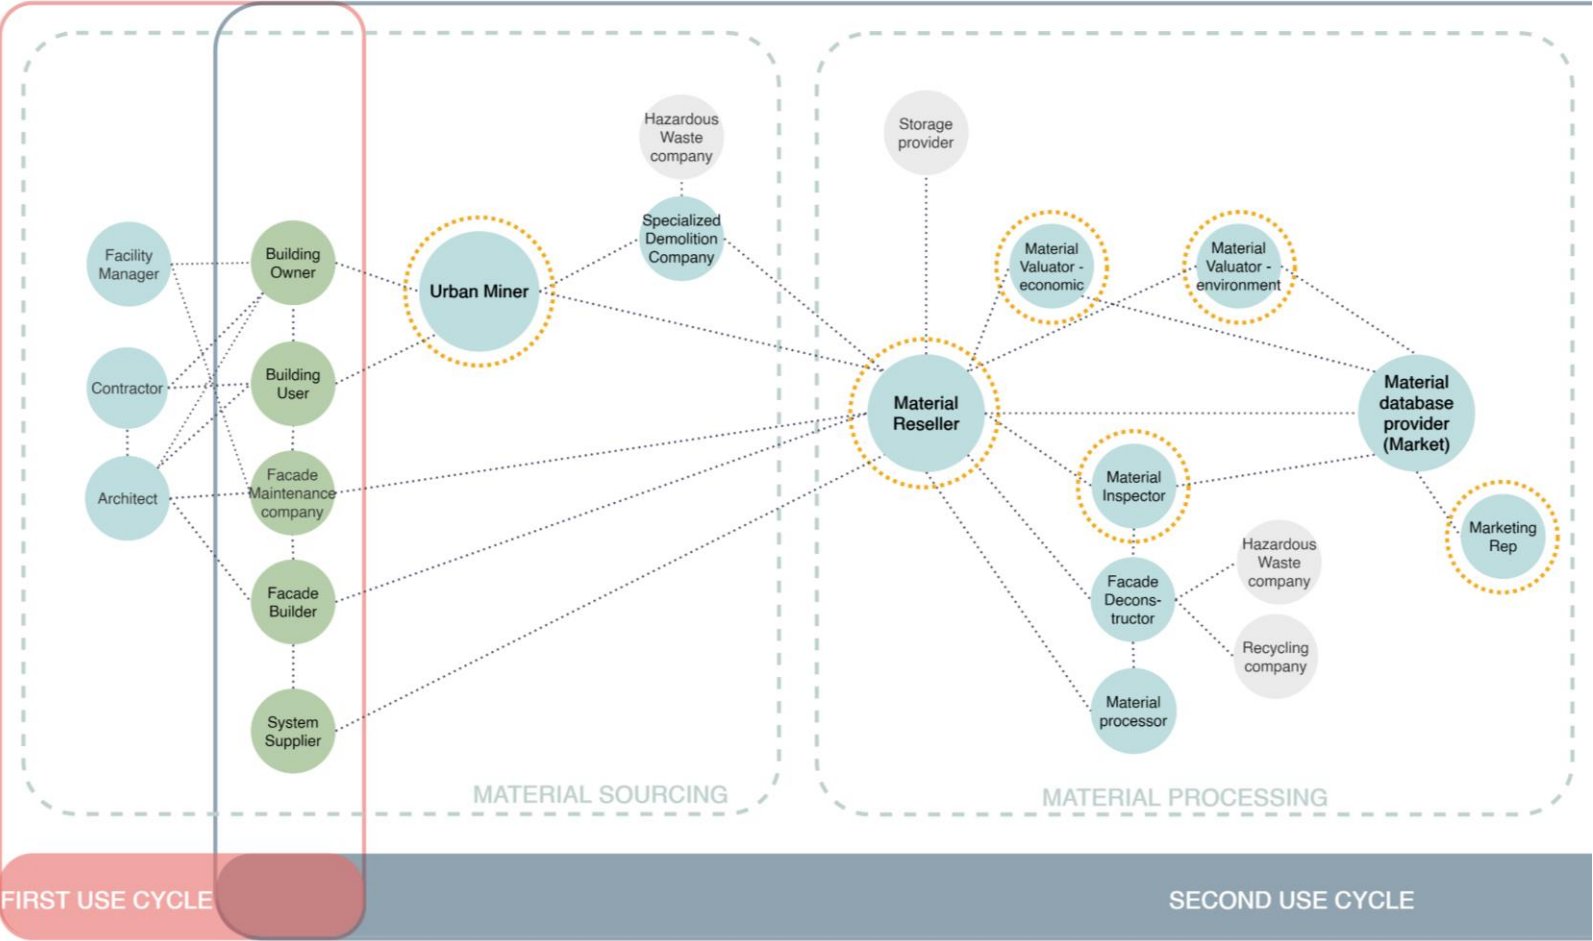 Hazardous
Waste
company
Storage
provider
Specialized
Demolition
Company
Facility
Manager
Building
Owner
Urban Miner
Material
Valuator -
economic
Material
Valuator -
environment
Contractor
Building
User
Material
Reseller
Material
database
provider
(Market)
Architect
Facade
Maintenance
company
Material
Inspector
Marketing
Rep
Facade
Builder
Facade
Decons-
tructor
Hazardous
Waste
company
Recycling
company
System
Supplier
Material
processor
MATERIAL SOURCING
MATERIAL PROCESSING
FIRST USE CYCLE
SECOND USE CYCLE